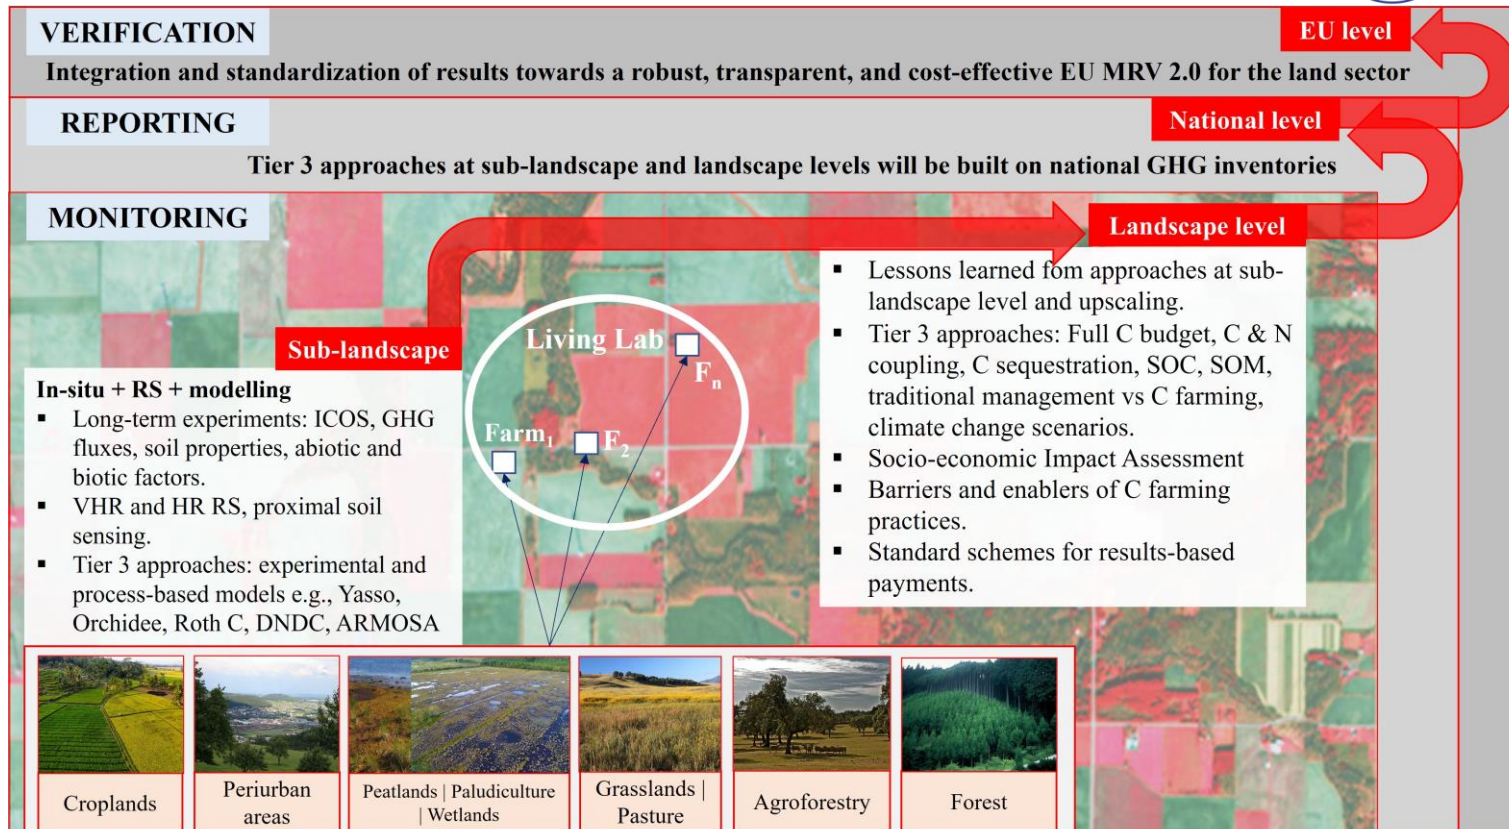 VERIFICATION
EU level
Integration and standardization of results towards a robust, transparent, and cost-effective EU MRV 2.0 for the land sector
REPORTING
National level
Tier 3 approaches at sub-landscape and landscape levels will be built on national GHG inventories
MONITORING
Landscape level
Sub-landscape
In-situ + RS + modelling
▪ Long-term experiments: ICOS, GHG
fluxes, soil properties, abiotic and
biotic factors.
▪ VHR and HR RS, proximal soil
sensing.
▪ Tier 3 approaches: experimental and
process-based models e.g., Yasso,
Orchidee, Roth C, DNDC, ARMOSA
Living Lab
Fn
Farm1
F2
▪ Lessons learned fom approaches at sub-
landscape level and upscaling.
▪ Tier 3 approaches: Full C budget, C & N
coupling, C sequestration, SOC, SOM,
traditional management vs C farming,
climate change scenarios.
▪ Socio-economic Impact Assessment
▪ Barriers and enablers of C farming
practices.
▪ Standard schemes for results-based
payments.
Croplands
Periurban
areas
Peatlands | Paludiculture
| Wetlands
Grasslands |
Pasture
Agroforestry
Forest